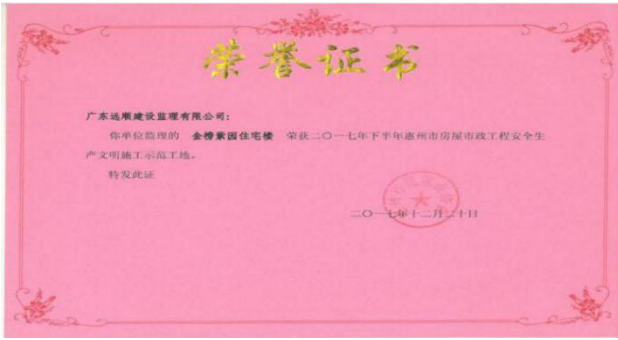 荣誉证书
广东远顺建设监理有限公司:
你单位监理的 金榜紫园住宅楼 荣获二〇一七年下半年惠州市房屋市政工程安全生
产文明施工示范工地。
特发此证
二〇一七年十二月二十日